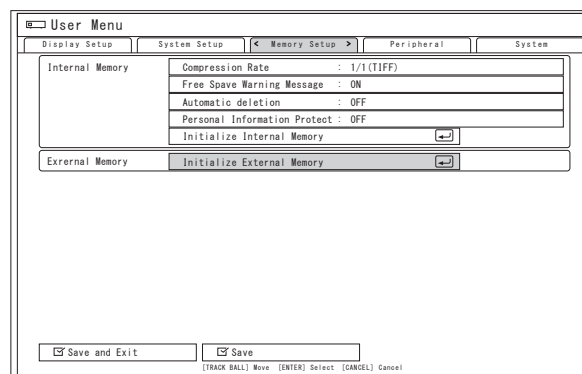 User Menu
Display Setup System Setup < Memory Setup > Peripheral System
Internal Memory Compression Rate : 1/1(TIFF)
Free Spave Warning Message : ON
Automatic deletion : OFF
Personal Information Protect : OFF
Initialize Internal Memory
Exrernal Memory Initialize External Memory
Save and Exit Save
[TRACK BALL] Move [ENTER] Select [CANCEL] Cancel